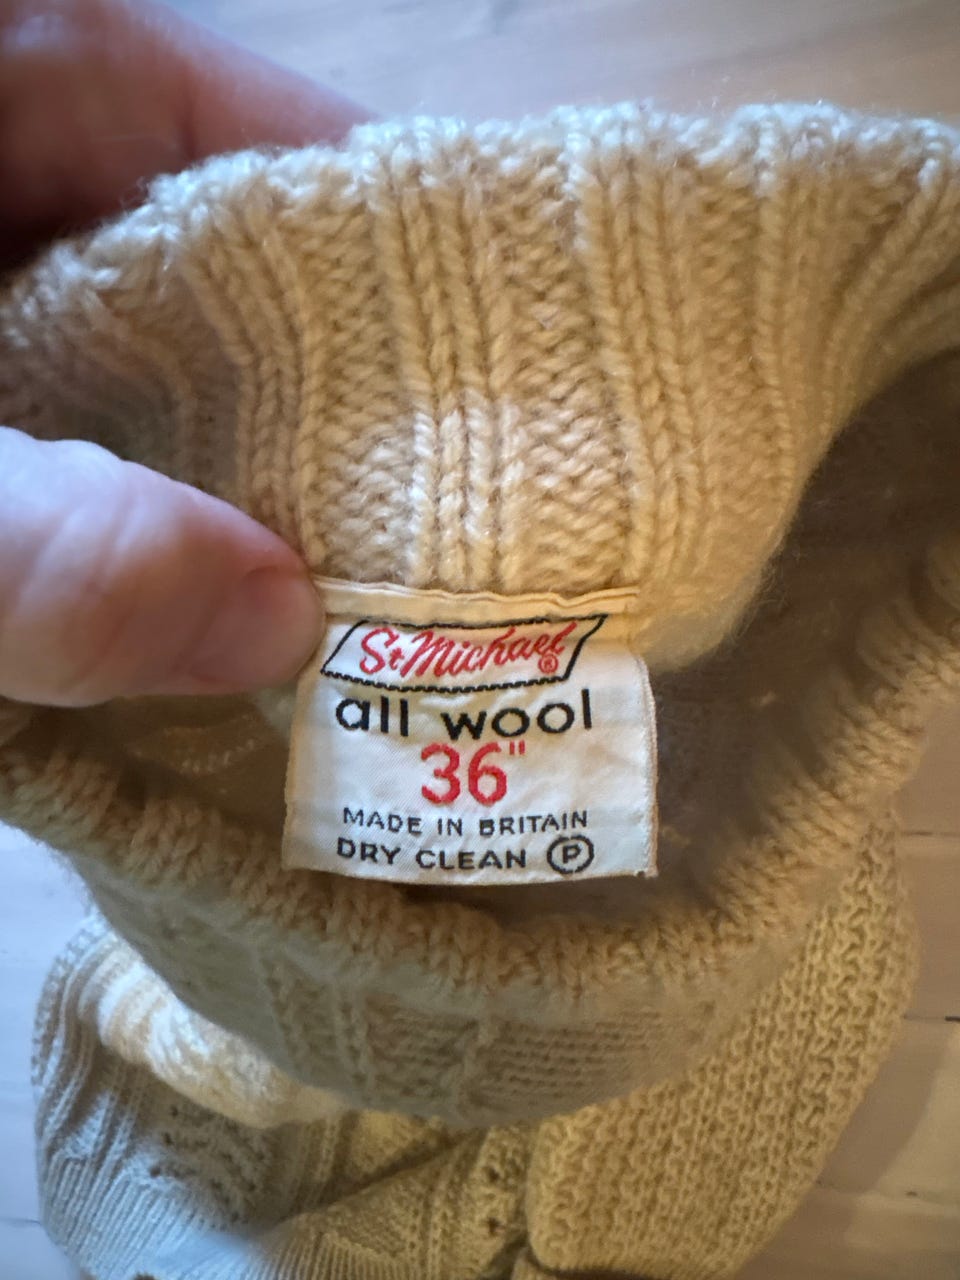 St Michael®
all wool
36"
MADE IN BRITAIN
DRY CLEAN Ⓟ